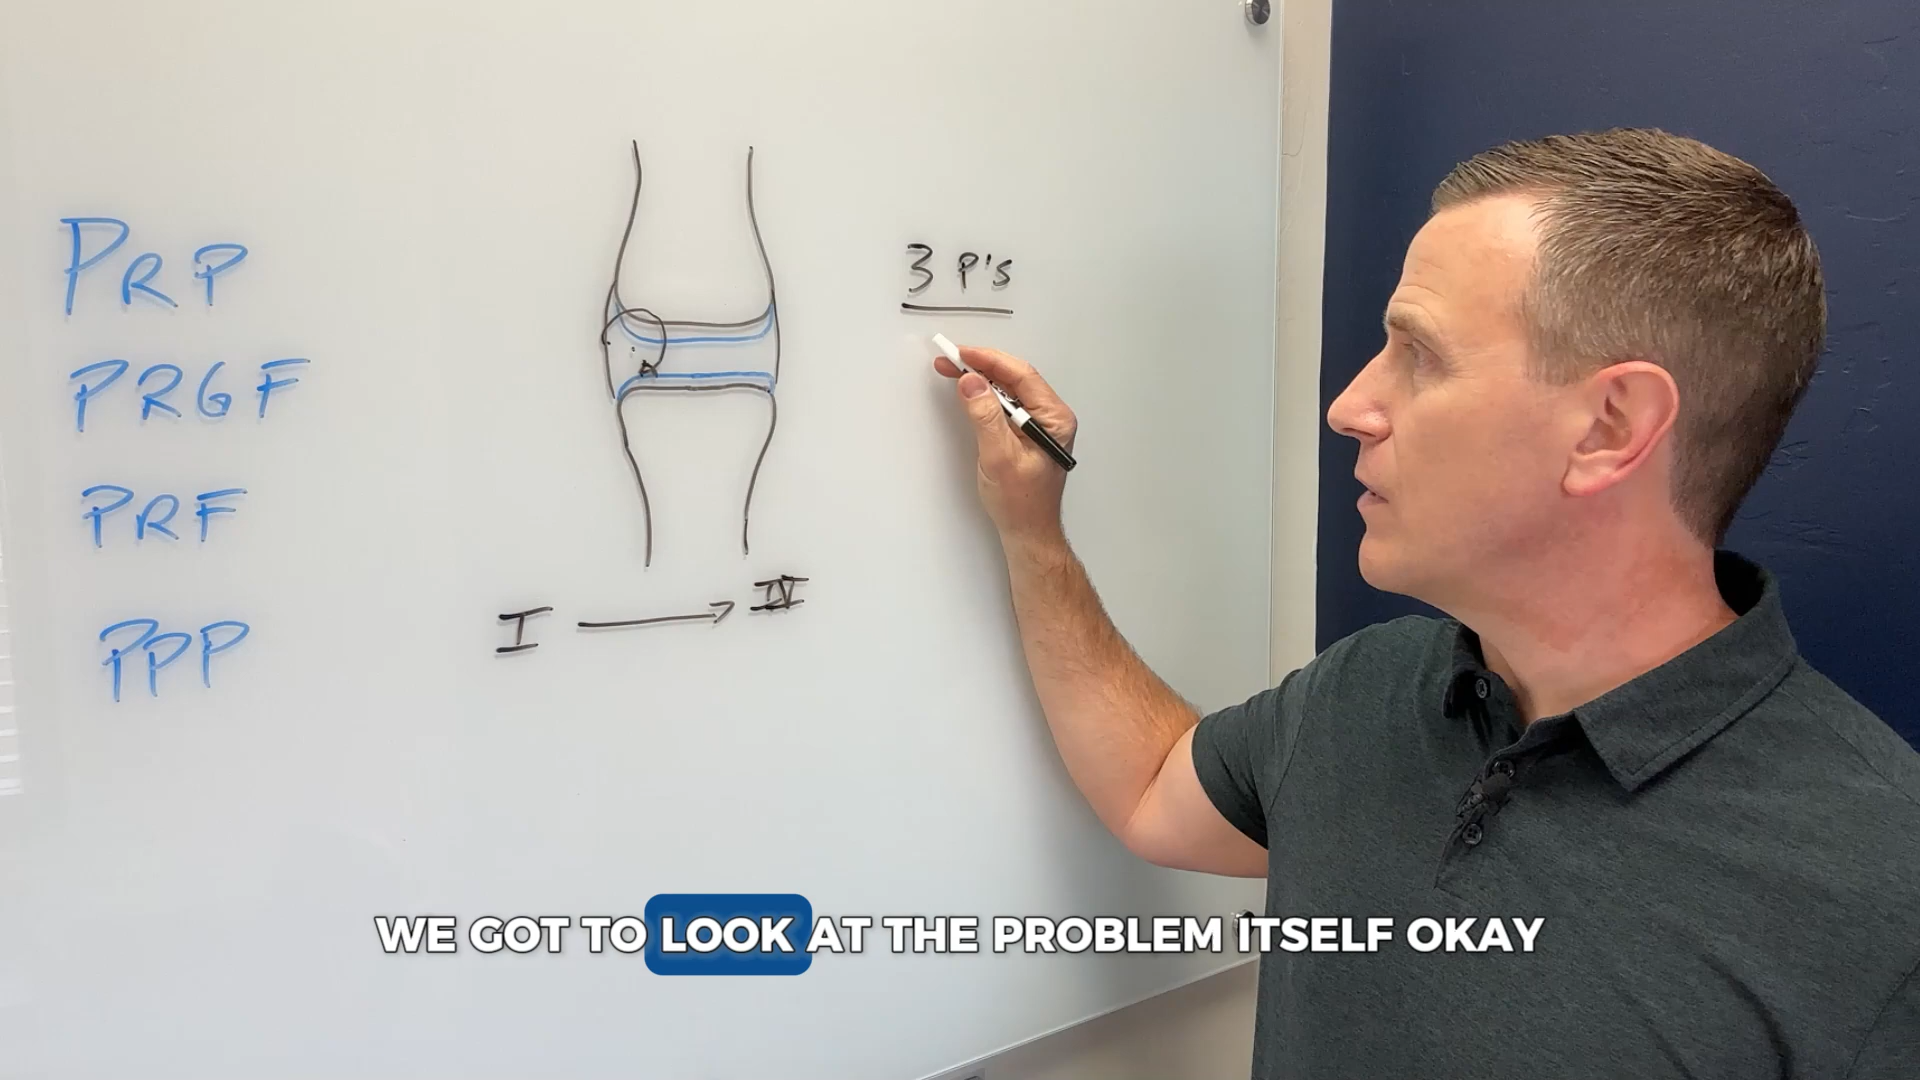 PRP
PRGF
PRF
PPP
I → IV
3 P's
WE GOT TO LOOK AT THE PROBLEM ITSELF OKAY